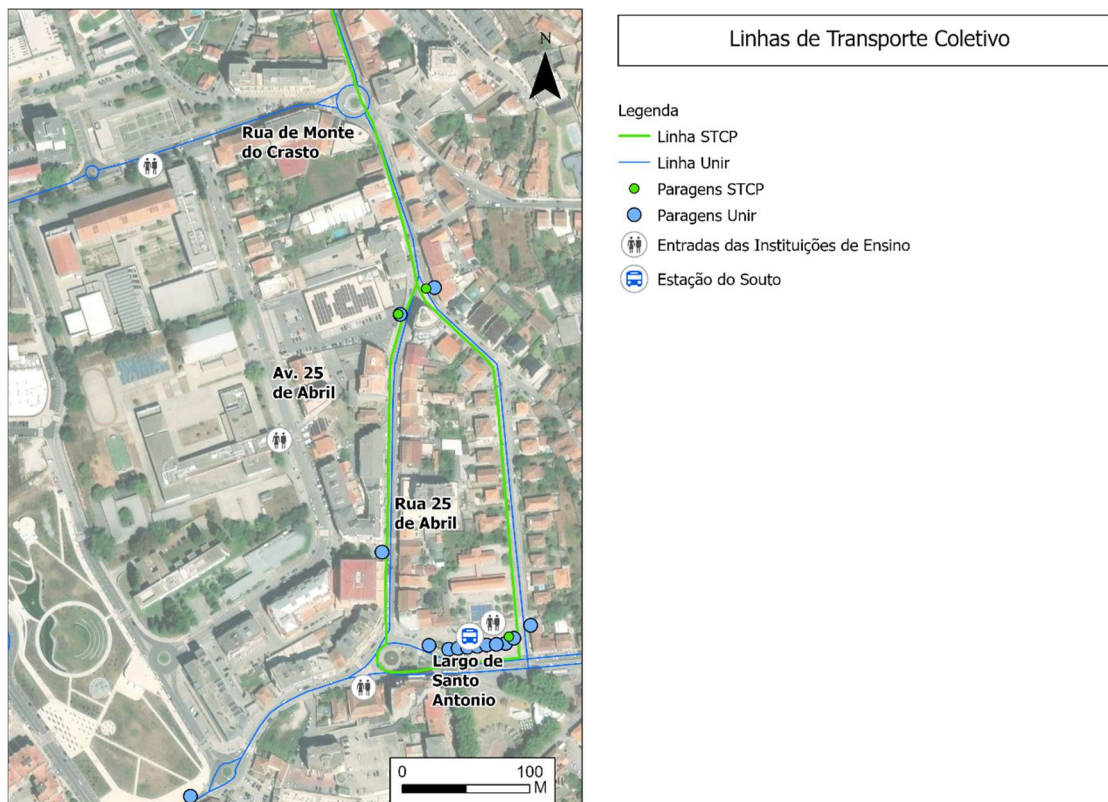 Linhas de Transporte Coletivo
N
Rua de Monte
do Crasto
Av. 25
de Abril
Rua 25
de Abril
Largo de
Santo
Antonio
0 100
M
Legenda
Linha STCP
Linha Unir
Paragens STCP
Paragens Unir
Entradas das Instituições de Ensino
Estação do Souto